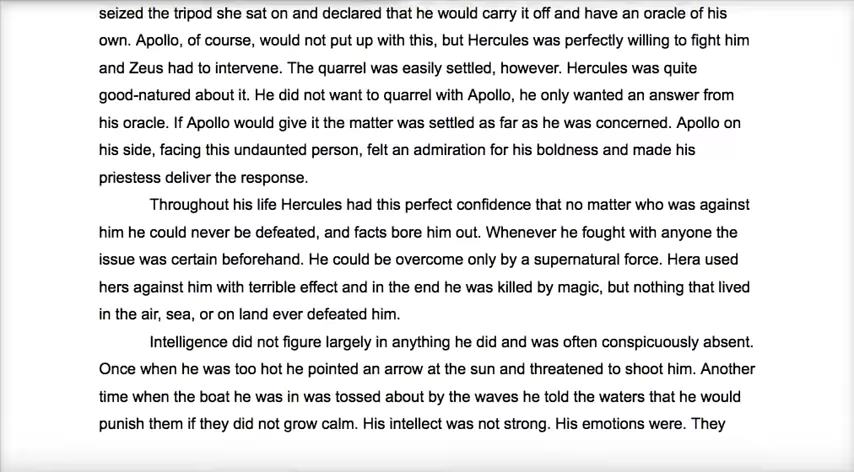 seized the tripod she sat on and declared that he would carry it off and have an oracle of his
own. Apollo, of course, would not put up with this, but Hercules was perfectly willing to fight him
and Zeus had to intervene. The quarrel was easily settled, however. Hercules was quite
good-natured about it. He did not want to quarrel with Apollo, he only wanted an answer from
his oracle. If Apollo would give it the matter was settled as far as he was concerned. Apollo on
his side, facing this undaunted person, felt an admiration for his boldness and made his
priestess deliver the response.
Throughout his life Hercules had this perfect confidence that no matter who was against
him he could never be defeated, and facts bore him out. Whenever he fought with anyone the
issue was certain beforehand. He could be overcome only by a supernatural force. Hera used
hers against him with terrible effect and in the end he was killed by magic, but nothing that lived
in the air, sea, or on land ever defeated him.
Intelligence did not figure largely in anything he did and was often conspicuously absent.
Once when he was too hot he pointed an arrow at the sun and threatened to shoot him. Another
time when the boat he was in was tossed about by the waves he told the waters that he would
punish them if they did not grow calm. His intellect was not strong. His emotions were. They